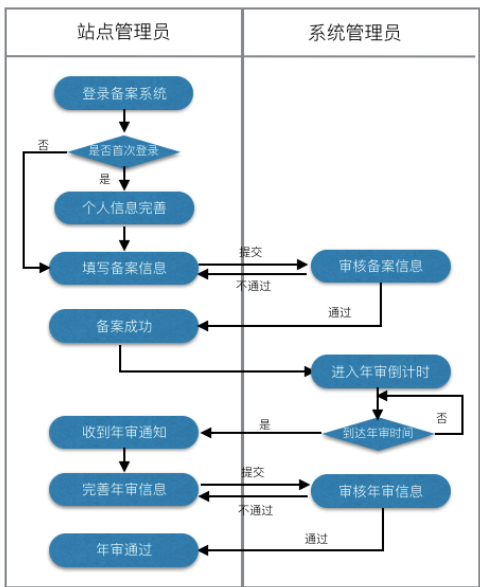 站点管理员
系统管理员
登录备案系统
是否首次登录
否
是
个人信息完善
填写备案信息
提交
不通过
审核备案信息
通过
备案成功
进入年审倒计时
到达年审时间
否
是
收到年审通知
完善年审信息
提交
不通过
审核年审信息
通过
年审通过